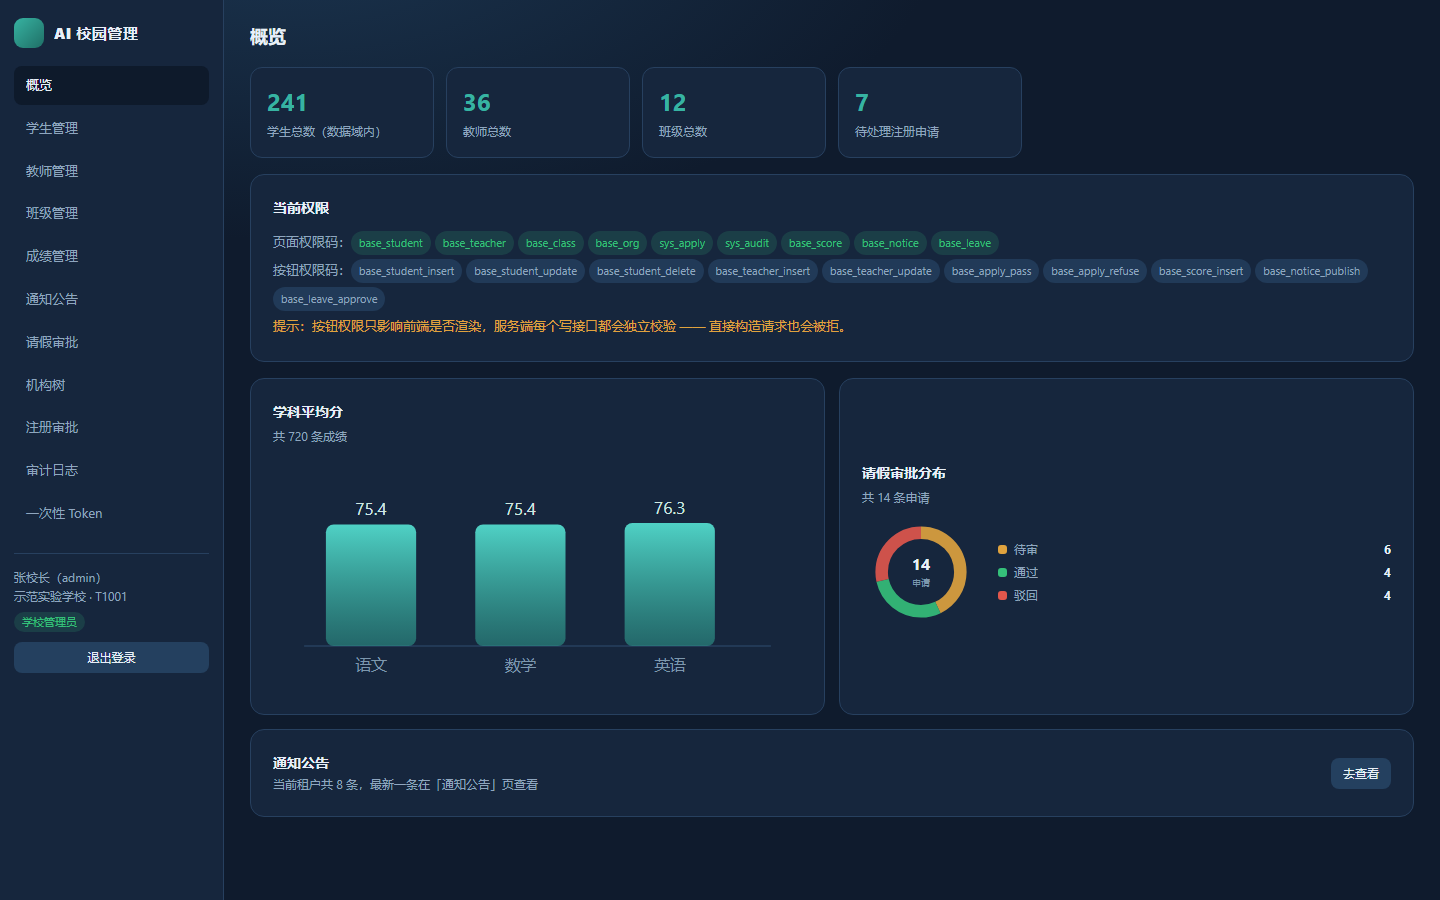 AI 校园管理
概览
学生管理
教师管理
班级管理
成绩管理
通知公告
请假审批
机构树
注册审批
审计日志
一次性 Token
张校长（admin）
示范实验学校 · T1001
学校管理员
退出登录
概览
241
学生总数（数据域内）
36
教师总数
12
班级总数
7
待处理注册申请
当前权限
页面权限码： base_student base_teacher base_class base_org sys_apply sys_audit base_score base_notice base_leave
按钮权限码： base_student_insert base_student_update base_student_delete base_teacher_insert base_teacher_update base_apply_pass base_apply_refuse base_score_insert base_notice_publish
base_leave_approve
提示：按钮权限只影响前端是否渲染，服务端每个写接口都会独立校验 —— 直接构造请求也会被拒。
学科平均分
共 720 条成绩
75.4 75.4 76.3
语文 数学 英语
请假审批分布
共 14 条申请
14
申请
待审 6
通过 4
驳回 4
通知公告
当前租户共 8 条，最新一条在「通知公告」页查看
去查看